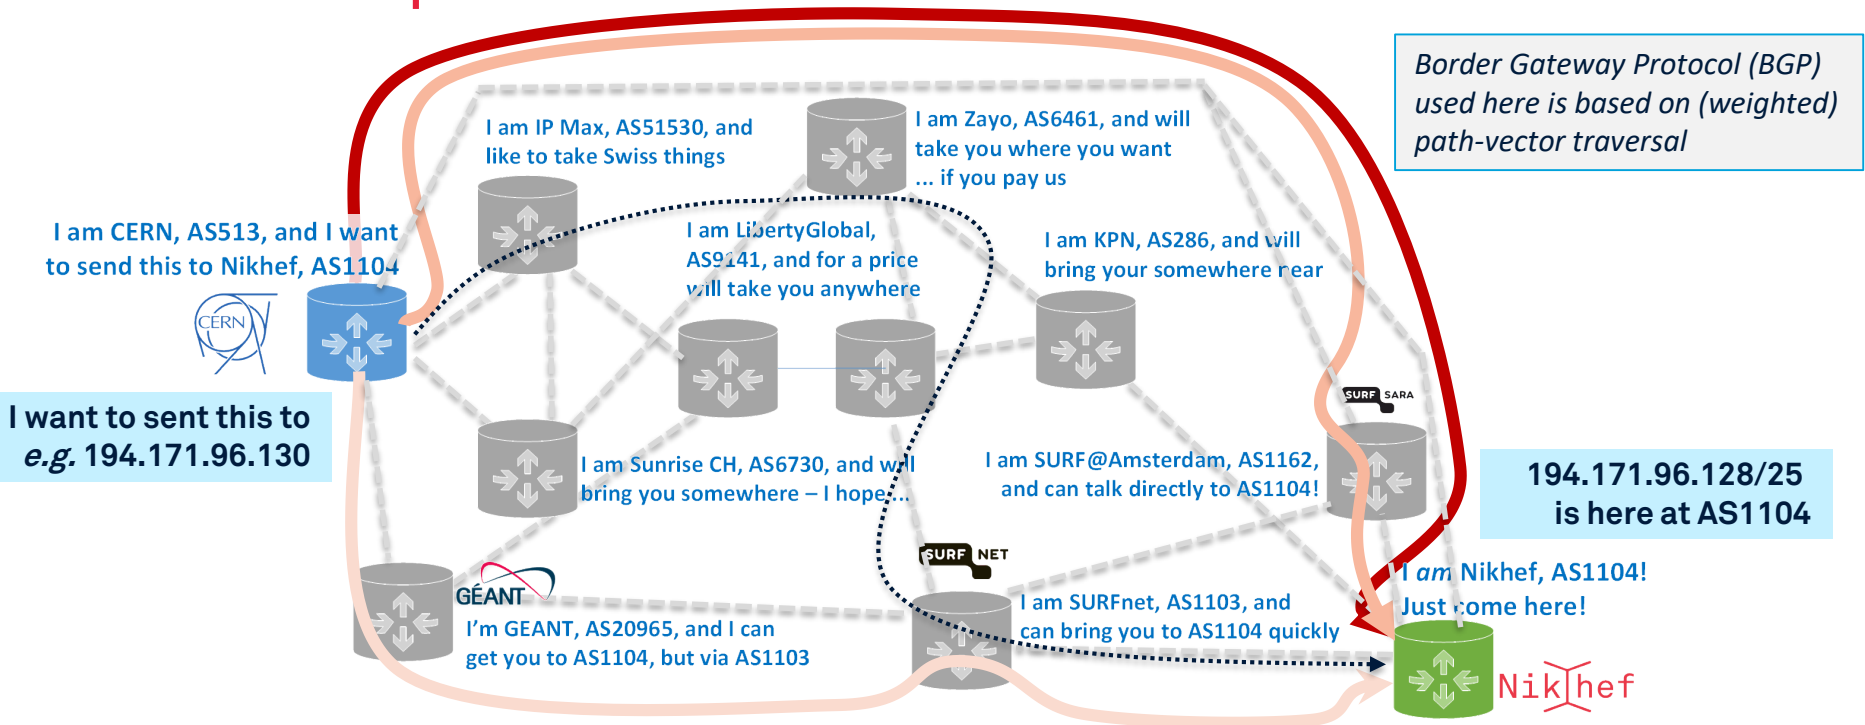 Border Gateway Protocol (BGP)
used here is based on (weighted)
path-vector traversal
I am IP Max, AS51530, and
like to take Swiss things
I am Zayo, AS6461, and will
take you where you want
... if you pay us
I am CERN, AS513, and I want
to send this to Nikhef, AS1104
I am LibertyGlobal,
AS9141, and for a price
will take you anywhere
I am KPN, AS286, and will
bring your somewhere near
CERN
I want to sent this to
e.g. 194.171.96.130
SURF SARA
I am Sunrise CH, AS6730, and will
bring you somewhere – I hope ...
I am SURF@Amsterdam, AS1162,
and can talk directly to AS1104!
194.171.96.128/25
is here at AS1104
SURF NET
GÉANT
I'm GEANT, AS20965, and I can
get you to AS1104, but via AS1103
I am SURFnet, AS1103, and
can bring you to AS1104 quickly
I am Nikhef, AS1104!
Just come here!
Nikhef